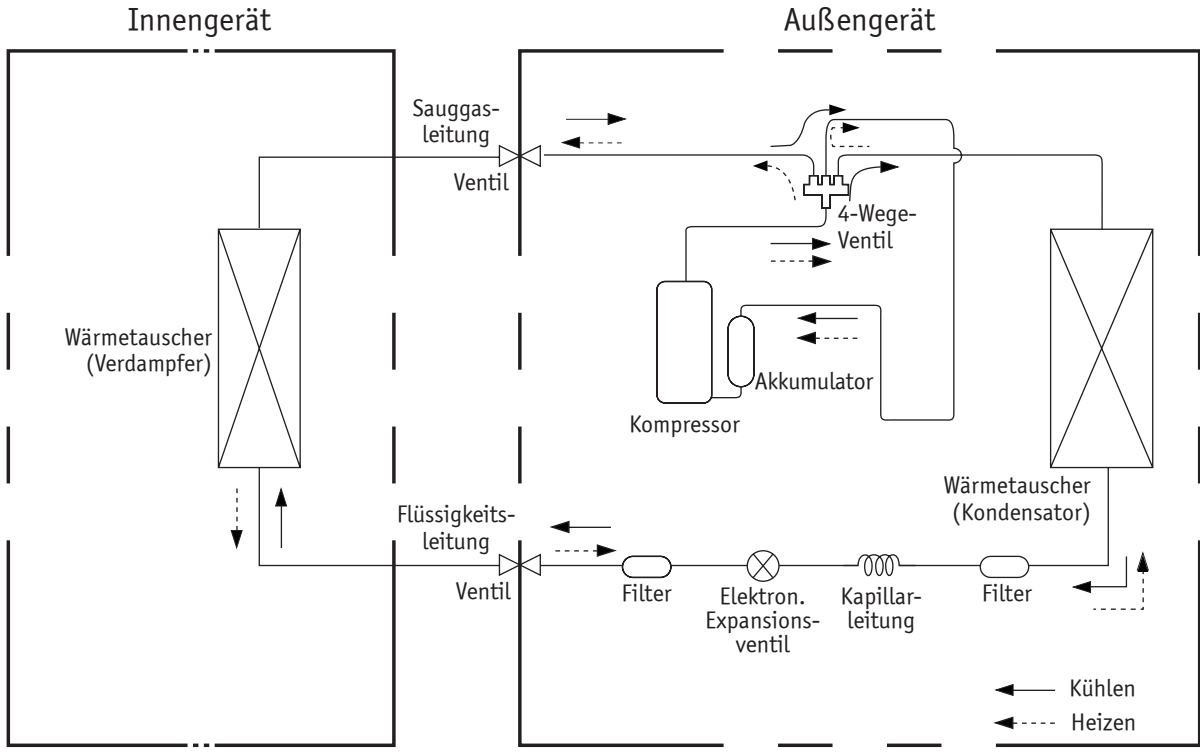 Innengerät
Außengerät
Sauggas-
leitung
Ventil
4-Wege-
Ventil
Wärmetauscher
(Verdampfer)
Akkumulator
Kompressor
Wärmetauscher
(Kondensator)
Flüssigkeits-
leitung
Ventil
Filter
Elektron.
Expansions-
ventil
Kapillar-
leitung
Filter
Kühlen
Heizen